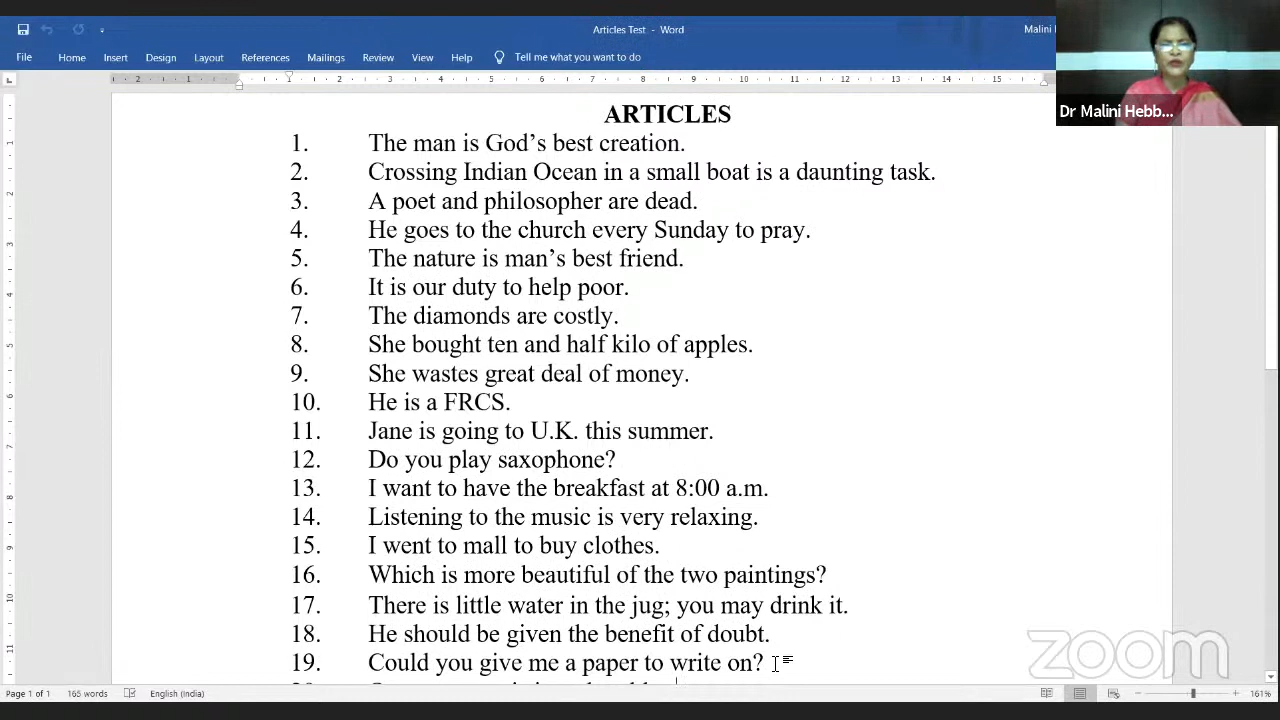 Articles Test - Word
Malini
File Home Insert Design Layout References Mailings Review View Help Tell me what you want to do
Dr Malini Hebb...
ARTICLES
1. The man is God’s best creation.
2. Crossing Indian Ocean in a small boat is a daunting task.
3. A poet and philosopher are dead.
4. He goes to the church every Sunday to pray.
5. The nature is man’s best friend.
6. It is our duty to help poor.
7. The diamonds are costly.
8. She bought ten and half kilo of apples.
9. She wastes great deal of money.
10. He is a FRCS.
11. Jane is going to U.K. this summer.
12. Do you play saxophone?
13. I want to have the breakfast at 8:00 a.m.
14. Listening to the music is very relaxing.
15. I went to mall to buy clothes.
16. Which is more beautiful of the two paintings?
17. There is little water in the jug; you may drink it.
18. He should be given the benefit of doubt.
19. Could you give me a paper to write on?
zoom
Page 1 of 1 165 words English (India) 161%